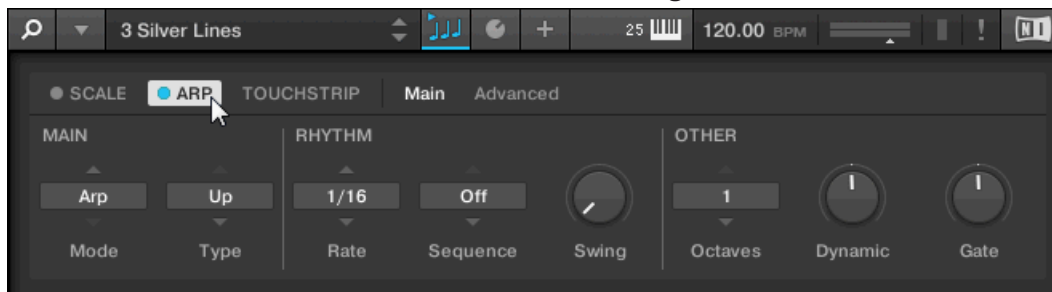 3 Silver Lines 25 120.00 BPM ! NI
SCALE ARP TOUCHSTRIP Main Advanced
MAIN RHYTHM OTHER
Arp Up 1/16 Off 1
Mode Type Rate Sequence Swing Octaves Dynamic Gate